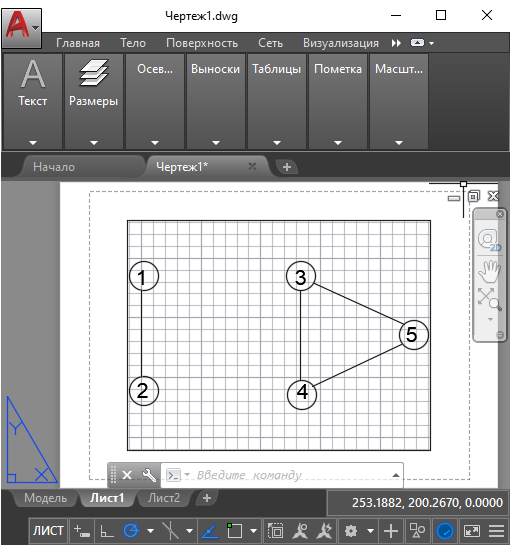 Чертеж1.dwg
Главная Тело Поверхность Сеть Визуализация
Текст Размеры Осев... Выноски Таблицы Пометка Масшт...
Начало Чертеж1*
2D
1 3
5
2 4
Y
X
Введите команду
Модель Лист1 Лист2 253.1882, 200.2670, 0.0000
ЛИСТ